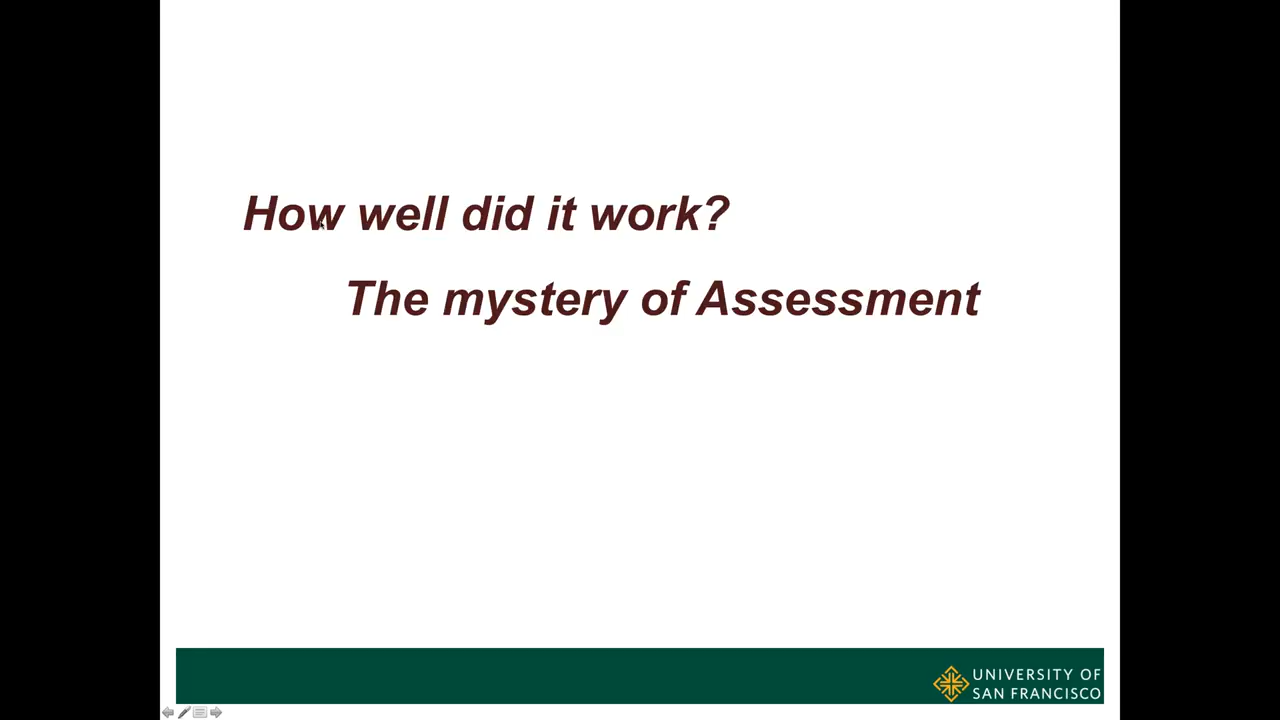 How well did it work?
The mystery of Assessment
UNIVERSITY OF
SAN FRANCISCO